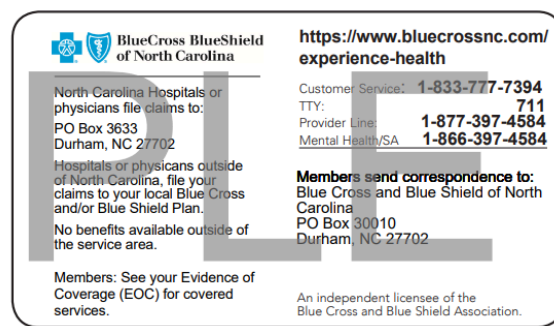 BlueCross BlueShield
of North Carolina
North Carolina Hospitals or
physicians file claims to:
PO Box 3633
Durham, NC 27702
Hospitals or physicans outside
of North Carolina, file your
claims to your local Blue Cross
and/or Blue Shield Plan.
No benefits available outside of
the service area.
Members: See your Evidence of
Coverage (EOC) for covered
services.
https://www.bluecrossnc.com/
experience-health
Customer Service: 1-833-777-7394
TTY: 711
Provider Line: 1-877-397-4584
Mental Health/SA 1-866-397-4584
Members send correspondence to:
Blue Cross and Blue Shield of North
Carolina
PO Box 30010
Durham, NC 27702
An independent licensee of the
Blue Cross and Blue Shield Association.
PLE